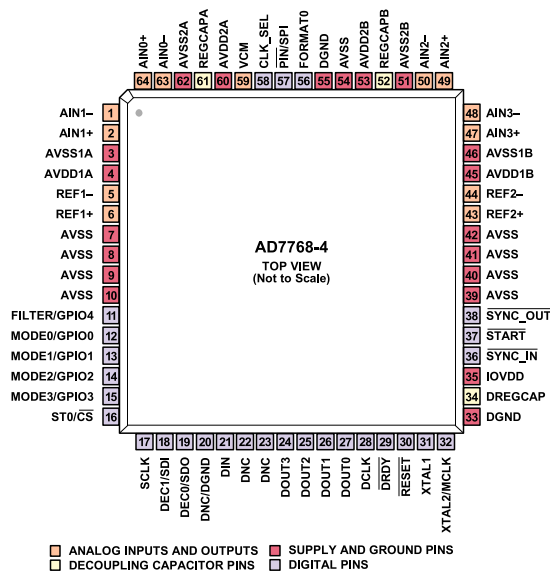 AIN0+
AIN0–
AVSS2A
REGCAPA
AVDD2A
VCM
CLK_SEL
PIN/SPI
FORMAT0
DGND
AVSS
AVDD2B
REGCAPB
AVSS2B
AIN2–
AIN2+
64 63 62 61 60 59 58 57 56 55 54 53 52 51 50 49
AIN1– 1
AIN1+ 2
AVSS1A 3
AVDD1A 4
REF1– 5
REF1+ 6
AVSS 7
AVSS 8
AVSS 9
AVSS 10
FILTER/GPIO4 11
MODE0/GPIO0 12
MODE1/GPIO1 13
MODE2/GPIO2 14
MODE3/GPIO3 15
ST0/CS 16
AD7768-4
TOP VIEW
(Not to Scale)
48 AIN3–
47 AIN3+
46 AVSS1B
45 AVDD1B
44 REF2–
43 REF2+
42 AVSS
41 AVSS
40 AVSS
39 AVSS
38 SYNC_OUT
37 START
36 SYNC_IN
35 IOVDD
34 DREGCAP
33 DGND
17 18 19 20 21 22 23 24 25 26 27 28 29 30 31 32
SCLK
DEC1/SDI
DEC0/SDO
DNC/DGND
DIN
DNC
DNC
DOUT3
DOUT2
DOUT1
DOUT0
DCLK
DRDY
RESET
XTAL1
XTAL2/MCLK
ANALOG INPUTS AND OUTPUTS
SUPPLY AND GROUND PINS
DECOUPLING CAPACITOR PINS
DIGITAL PINS